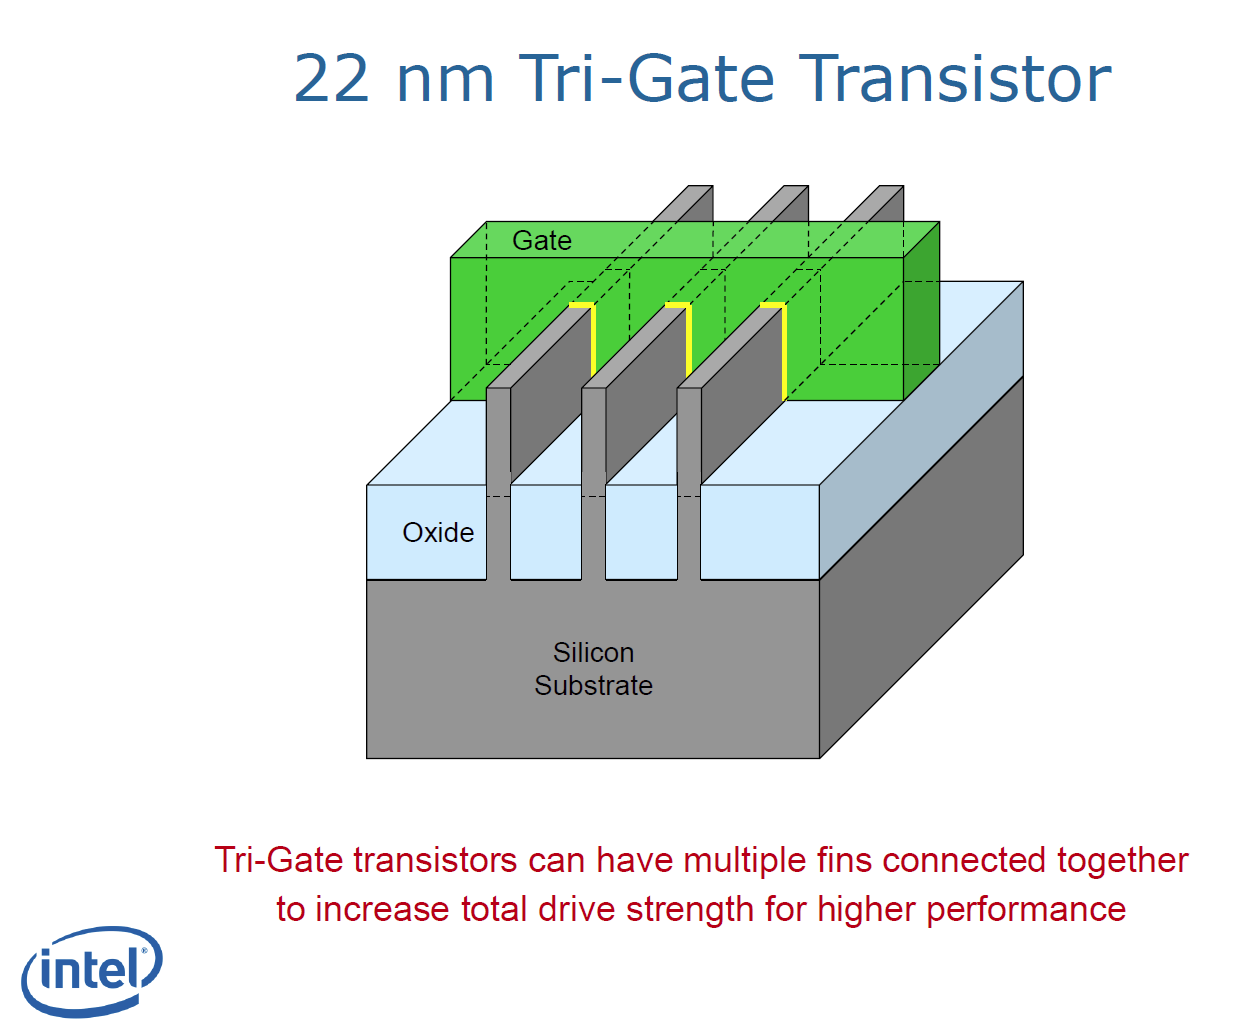 22 nm Tri-Gate Transistor
Gate
Oxide
Silicon
Substrate
Tri-Gate transistors can have multiple fins connected together
to increase total drive strength for higher performance
intel®